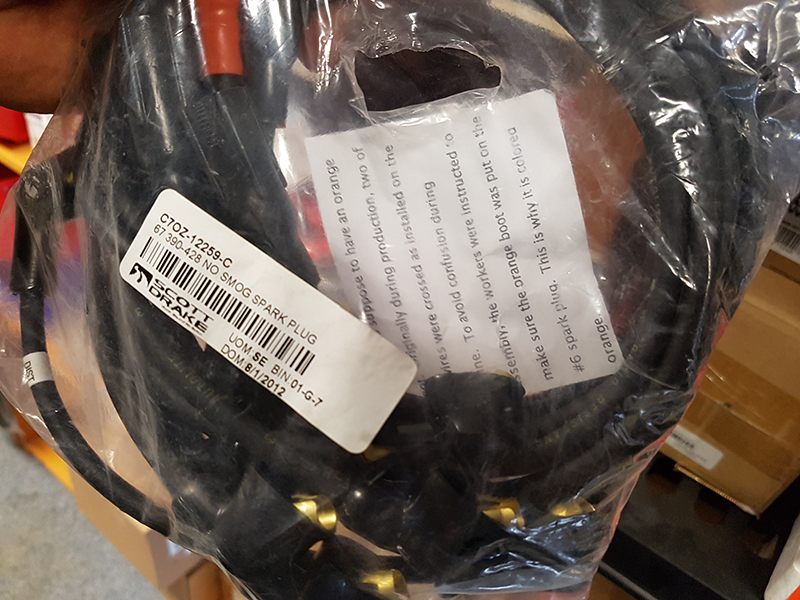 C7OZ-12259-C
67 390-428 NO SMOG SPARK PLUG
SCOTT
DRAKE
UOM SE BIN 01-G-7
DOM 8/1/2012
suppose to have an orange
originally during production, two of
wires were crossed as installed on the
To avoid confusion during
the workers were instructed to
make sure the orange boot was put on the
#6 spark plug. This is why it is colored
orange.
DIST